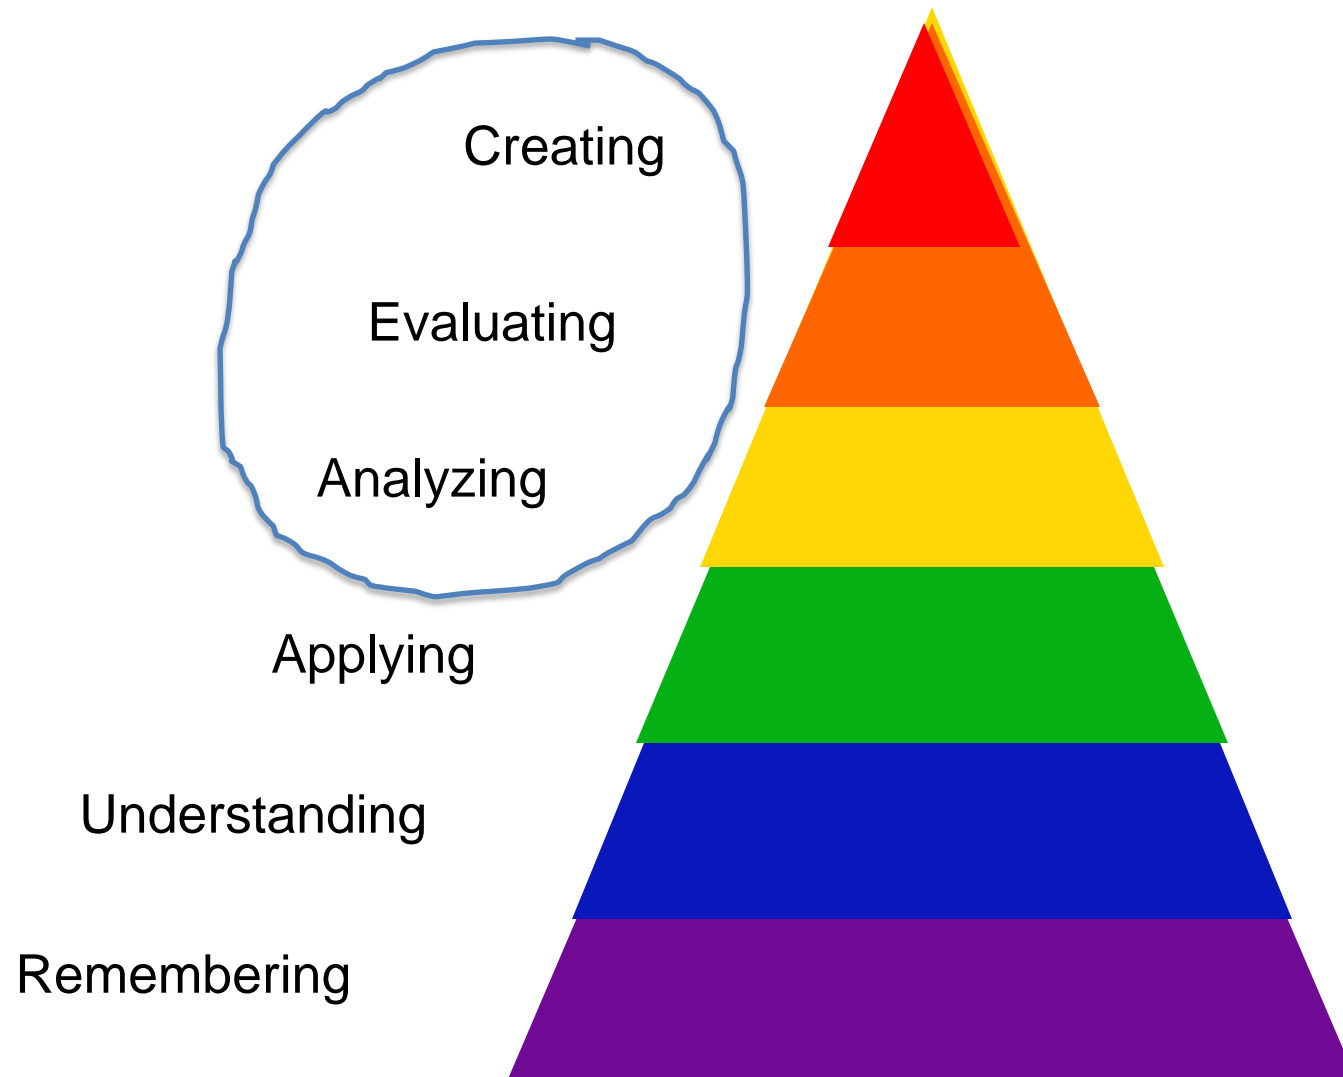 Creating
Evaluating
Analyzing
Applying
Understanding
Remembering